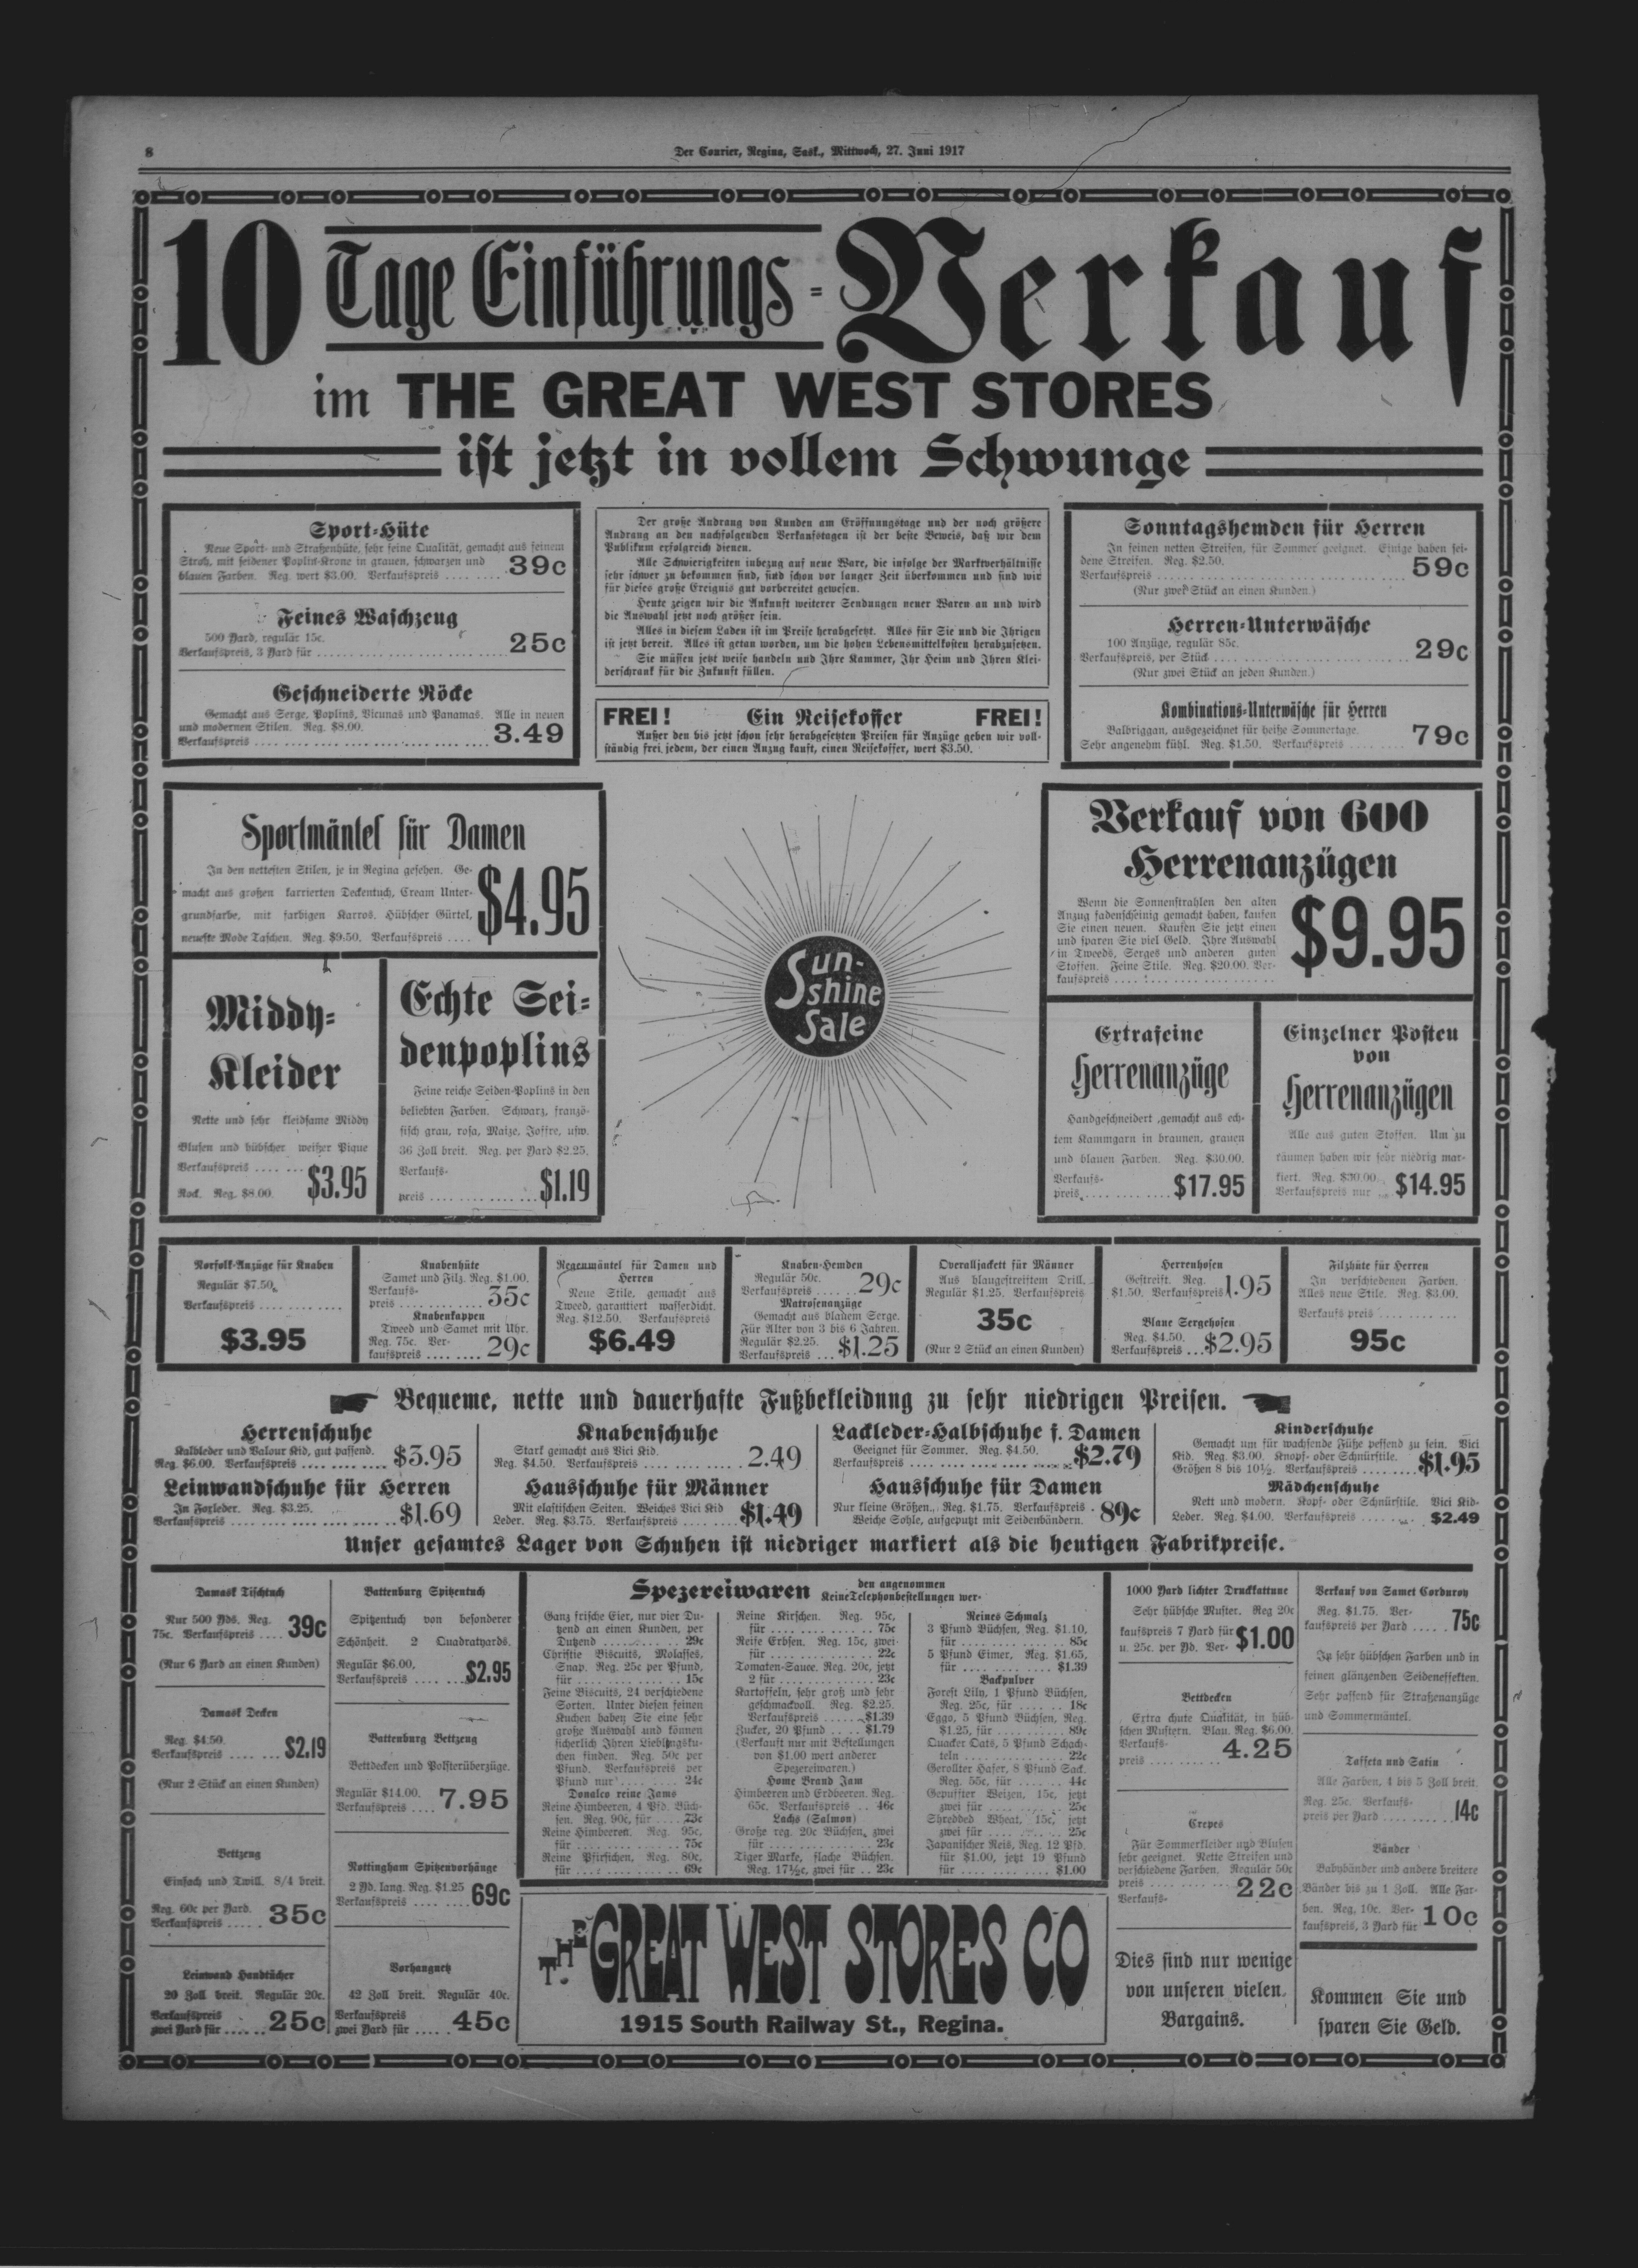 8
Der Courier, Regina, Sask., Mittwoch, 27. Juni 1917
10 Tage Einführungs-Verkauf
im THE GREAT WEST STORES
ist jetzt in vollem Schwunge
Sport-Hüte
Neue Sport- und Straßenhüte, sehr feine Qualität, gemacht aus feinem
Stroh, mit seidener Poplin-Krone in grauen, schwarzen und
blauen Farben. Reg. wert $3.00. Verkaufspreis .... .... 39c
Feines Waschzeug
500 Yard, regulär 15c.
Verkaufspreis, 3 Yard für .... 25c
Geschneiderte Röcke
Gemacht aus Serge, Poplins, Vicunas und Panamas. Alle in neuen
und modernen Stilen. Reg. $8.00.
Verkaufspreis .... 3.49
Der große Andrang von Kunden am Eröffnungstage und der noch größere
Andrang an den nachfolgenden Verkaufstagen ist der beste Beweis, daß wir dem
Publikum erfolgreich dienen.
Alle Schwierigkeiten inbezug auf neue Ware, die infolge der Marktverhältnisse
sehr schwer zu bekommen sind, sind schon vor langer Zeit überkommen und sind wir
für dieses große Ereignis gut vorbereitet gewesen.
Heute zeigen wir die Ankunft weiterer Sendungen neuer Waren an und wird
die Auswahl jetzt noch größer sein.
Alles in diesem Laden ist im Preise herabgesetzt. Alles für Sie und die Ihrigen
ist jetzt bereit. Alles ist getan worden, um die hohen Lebensmittelkosten herabzusetzen.
Sie müssen jetzt weise handeln und Ihre Kammer, Ihr Heim und Ihren Klei-
derschrank für die Zukunft füllen.
FREI! Ein Reisekoffer FREI!
Außer den bis jetzt schon sehr herabgesetzten Preisen für Anzüge geben wir voll-
ständig frei jedem, der einen Anzug kauft, einen Reisekoffer, wert $3.50.
Sonntagshemden für Herren
In feinen netten Streifen, für Sommer geeignet. Einige haben sei-
dene Streifen. Reg. $2.50.
Verkaufspreis .... 59c
(Nur zwei Stück an einen Kunden.)
Herren-Unterwäsche
100 Anzüge, regulär 85c.
Verkaufspreis, per Stück .... 29c
(Nur zwei Stück an jeden Kunden.)
Kombinations-Unterwäsche für Herren
Balbriggan, ausgezeichnet für heiße Sommertage.
Sehr angenehm kühl. Reg. $1.50. Verkaufspreis .... 79c
Sportmäntel für Damen
In den nettesten Stilen, je in Regina gesehen. Ge-
macht aus großen karrierten Deckentuch, Cream Unter-
grundfarbe, mit farbigen Karros. Hübscher Gürtel,
neueste Mode Taschen. Reg. $9.50. Verkaufspreis .... $4.95
Middy-
Kleider
Nette und sehr kleidsame Middy
Blusen und hübscher weißer Pique
Verkaufspreis .... $3.95
Rock. Reg. $8.00.
Echte Sei-
denpoplins
Feine reiche Seiden-Poplins in den
beliebten Farben. Schwarz, franzö-
sisch grau, rosa, Maize, Joffre, usw.
36 Zoll breit. Reg. per Yard $2.25.
Verkaufs-
preis .... $1.19
Sun-
shine
Sale
Verkauf von 600
Herrenanzügen
Wenn die Sonnenstrahlen den alten
Anzug fadenscheinig gemacht haben, kaufen
Sie einen neuen. Kaufen Sie jetzt einen
und sparen Sie viel Geld. Ihre Auswahl
in Tweeds, Serges und anderen guten
Stoffen. Feine Stile. Reg. $20.00. Ver-
kaufspreis .... $9.95
Extrafeine
Herrenanzüge
Handgeschneidert ,gemacht aus ech-
tem Kammgarn in braunen, grauen
und blauen Farben. Reg. $30.00.
Verkaufs-
preis .... $17.95
Einzelner Posten
von
Herrenanzügen
Alle aus guten Stoffen. Um zu
räumen haben wir sehr niedrig mar-
kiert. Reg. $30.00.
Verkaufspreis nur .. $14.95
Norfolk-Anzüge für Knaben
Regulär $7.50.
Verkaufspreis ....
$3.95
Knabenhüte
Samet und Filz. Reg. $1.00.
Verkaufs-
preis .... 35c
Knabenkappen
Tweed und Samet mit Uhr.
Reg. 75c. Ver-
kaufspreis .... 29c
Regenmäntel für Damen und
Herren
Neue Stile, gemacht aus
Tweed, garantiert wasserdicht.
Reg. $12.50. Verkaufspreis
$6.49
Knaben-Hemden
Regulär 50c.
Verkaufspreis .... 29c
Matrosenanzüge
Gemacht aus blauem Serge.
Für Alter von 3 bis 6 Jahren.
Regulär $2.25.
Verkaufspreis ... $1.25
Overalljackett für Männer
Aus blaugestreiftem Drill.
Regulär $1.25. Verkaufspreis
35c
(Nur 2 Stück an einen Kunden)
Herrenhosen
Gestreift. Reg.
$1.50. Verkaufspreis 1.95
Blaue Sergehosen
Reg. $4.50.
Verkaufspreis ... $2.95
Filzhüte für Herren
In verschiedenen Farben.
Alles neue Stile. Reg. $3.00.
Verkaufs preis ....
95c
Bequeme, nette und dauerhafte Fußbekleidung zu sehr niedrigen Preisen.
Herrenschuhe
Kalbleder und Valour Kid, gut passend.
Reg. $6.00. Verkaufspreis .... $3.95
Leinwandschuhe für Herren
In Forleder. Reg. $3.25.
Verkaufspreis .... $1.69
Knabenschuhe
Stark gemacht aus Vici Kid.
Reg. $4.50. Verkaufspreis .... 2.49
Hausschuhe für Männer
Mit elastischen Seiten. Weiches Vici Kid
Leder. Reg. $3.75. Verkaufspreis .... $1.49
Lackleder-Halbschuhe f. Damen
Geeignet für Sommer. Reg. $4.50.
Verkaufspreis .... $2.79
Hausschuhe für Damen
Nur kleine Größen. Reg. $1.75. Verkaufspreis .
Weiche Sohle, aufgeputzt mit Seidenbändern. 89c
Kinderschuhe
Gemacht um für wachsende Füße passend zu sein. Vici
Kid. Reg. $3.00. Knopf- oder Schnürstile.
Größen 8 bis 10½. Verkaufspreis .... $1.95
Mädchenschuhe
Nett und modern. Kopf- oder Schnürstile. Vici Kid-
Leder. Reg. $4.00. Verkaufspreis .... $2.49
Unser gesamtes Lager von Schuhen ist niedriger markiert als die heutigen Fabrikpreise.
Damask Tischtuch
Nur 500 Yds. Reg.
75c. Verkaufspreis .... 39c
(Nur 6 Yard an einen Kunden)
Damask Decken
Reg. $4.50.
Verkaufspreis .... $2.19
(Nur 2 Stück an einen Kunden)
Bettzeug
Einfach und Twill. 8/4 breit.
Reg. 60c per Yard.
Verkaufspreis .... 35c
Leinwand Handtücher
20 Zoll breit. Regulär 20c.
Verkaufspreis
zwei Yard für .... 25c
Battenburg Spitzentuch
Spitzentuch von besonderer
Schönheit. 2 Quadratyards.
Regulär $6.00,
Verkaufspreis .... $2.95
Battenburg Bettzeug
Bettdecken und Polsterüberzüge.
Regulär $14.00.
Verkaufspreis .... 7.95
Nottingham Spitzenvorhänge
2 Yd. lang. Reg. $1.25
Verkaufspreis .... 69c
Vorhangnetz
42 Zoll breit. Regulär 40c.
Verkaufspreis
zwei Yard für .... 45c
Spezereiwaren
den angenommen
Keine Telephonbestellungen wer-
Ganz frische Eier, nur vier Du-
tzend an einen Kunden, per
Dutzend .... 29c
Christie Biscuits, Molasses,
Snap. Reg. 25c per Pfund,
für .... 15c
Feine Biscuits, 24 verschiedene
Sorten. Unter diesen feinen
Kuchen haben Sie eine sehr
große Auswahl und können
sicherlich Ihren Lieblingsku-
chen finden. Reg. 50c per
Pfund. Verkaufspreis per
Pfund nur .... 24c
Donalco reine Jams
Reine Himbeeren, 4 Pfd. Büch-
sen. Reg. 90c, für .... 73c
Reine Himbeeren. Reg. 95c,
für .... 75c
Reine Pfirsichen, Reg. 80c,
für .... 69c
Reine Kirschen. Reg. 95c,
für .... 75c
Reife Erbsen. Reg. 15c, zwei
für .... 22c
Tomaten-Sauce. Reg. 20c, jetzt
2 für .... 23c
Kartoffeln, sehr groß und sehr
geschmackvoll. Reg. $2.25.
Verkaufspreis .... $1.39
Zucker, 20 Pfund .... $1.79
(Verkauft nur mit Bestellungen
von $1.00 wert anderer
Spezereiwaren.)
Home Brand Jam
Himbeeren und Erdbeeren. Reg.
65c. Verkaufspreis .. 46c
Lachs (Salmon)
Große reg. 20c Büchsen, zwei
für .... 23c
Tiger Marke, flache Büchsen.
Reg. 17½c, zwei für .. 23c
Reines Schmalz
3 Pfund Büchsen, Reg. $1.10,
für .... 85c
5 Pfund Eimer, Reg. $1.65,
für .... $1.39
Backpulver
Forest Lily, 1 Pfund Büchsen,
Reg. 25c, für .... 18c
Eggo, 5 Pfund Büchsen, Reg.
$1.25, für .... 89c
Quacker Oats, 5 Pfund Schach-
teln .... 22c
Gerollter Hafer, 8 Pfund Sack.
Reg. 55c, für .... 44c
Gepuffter Weizen, 15c, jetzt
zwei für .... 25c
Shredded Wheat, 15c, jetzt
zwei für .... 25c
Japanischer Reis, Reg. 12 Pfd.
für $1.00, jetzt 19 Pfund
für .... $1.00
THE GREAT WEST STORES CO
1915 South Railway St., Regina.
1000 Yard lichter Druckkattune
Sehr hübsche Muster. Reg 20c
kaufspreis 7 Yard für
u. 25c. per Yd. Ver- $1.00
Bettdecken
Extra chute Qualität, in hüb-
schen Mustern. Blau. Reg. $6.00.
Verkaufs-
preis .... 4.25
Crepes
Für Sommerkleider und Blusen
sehr geeignet. Nette Streifen und
verschiedene Farben. Regulär 50c
preis .... 22c
Verkaufs-
Dies sind nur wenige
von unseren vielen
Bargains.
Verkauf von Samet Corduroy
Reg. $1.75. Ver-
kaufspreis per Yard .... 75c
In sehr hübschen Farben und in
feinen glänzenden Seideneffekten.
Sehr passend für Straßenanzüge
und Sommermäntel.
Taffeta und Satin
Alle Farben, 4 bis 5 Zoll breit.
Reg. 25c. Verkaufs-
preis per Yard .... 14c
Bänder
Babybänder und andere breitere
Bänder bis zu 1 Zoll. Alle Far-
ben. Reg. 10c. Ver-
kaufspreis, 3 Yard für 10c
Kommen Sie und
sparen Sie Geld.